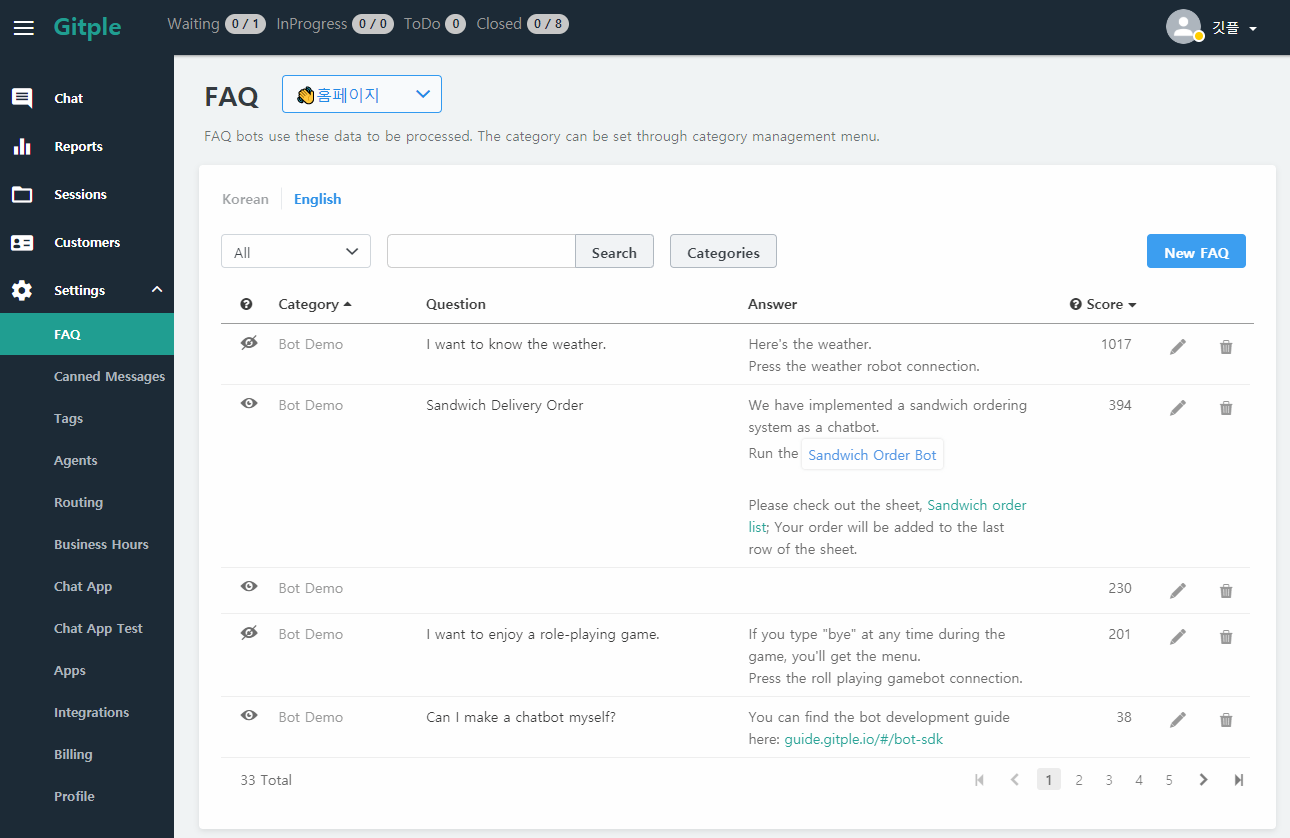 Gitple
Waiting 0 / 1 InProgress 0 / 0 ToDo 0 Closed 0 / 8
깃플
Chat
Reports
Sessions
Customers
Settings
FAQ
Canned Messages
Tags
Agents
Routing
Business Hours
Chat App
Chat App Test
Apps
Integrations
Billing
Profile
FAQ
👏홈페이지
FAQ bots use these data to be processed. The category can be set through category management menu.
Korean English
All Search Categories New FAQ
Category Question Answer Score
Bot Demo I want to know the weather. Here's the weather. 1017
Press the weather robot connection.
Bot Demo Sandwich Delivery Order We have implemented a sandwich ordering 394
system as a chatbot.
Run the Sandwich Order Bot
Please check out the sheet, Sandwich order
list; Your order will be added to the last
row of the sheet.
Bot Demo 230
Bot Demo I want to enjoy a role-playing game. If you type "bye" at any time during the 201
game, you'll get the menu.
Press the roll playing gamebot connection.
Bot Demo Can I make a chatbot myself? You can find the bot development guide 38
here: guide.gitple.io/#/bot-sdk
33 Total 1 2 3 4 5